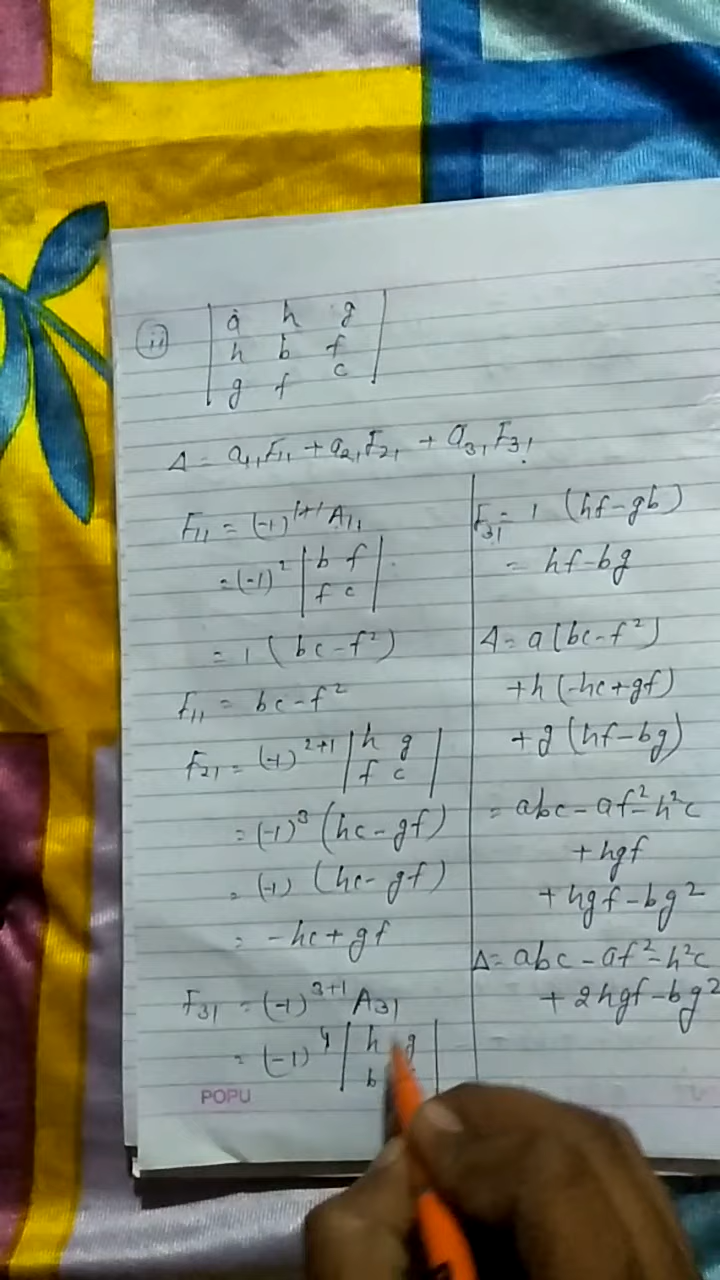 ii) | a h g |
| h b f |
| g f c |
Δ = a₁₁F₁₁ + a₂₁F₂₁ + a₃₁F₃₁
F₁₁ = (-1)¹⁺¹ A₁₁
= (-1)² | b f |
| f c |
= 1 (bc - f²)
F₁₁ = bc - f²
F₂₁ = (-1)²⁺¹ | h g |
| f c |
= (-1)³ (hc - gf)
= (-1) (hc - gf)
= -hc + gf
F₃₁ = (-1)³⁺¹ A₃₁
= (-1)⁴ | h g |
| b
POPU
F₃₁ = 1 (hf - gb)
= hf - bg
Δ = a(bc - f²)
+ h (-hc + gf)
+ g (hf - bg)
= abc - af² - h²c
+ hgf
+ hgf - bg²
Δ = abc - af² - h²c
+ 2hgf - bg²